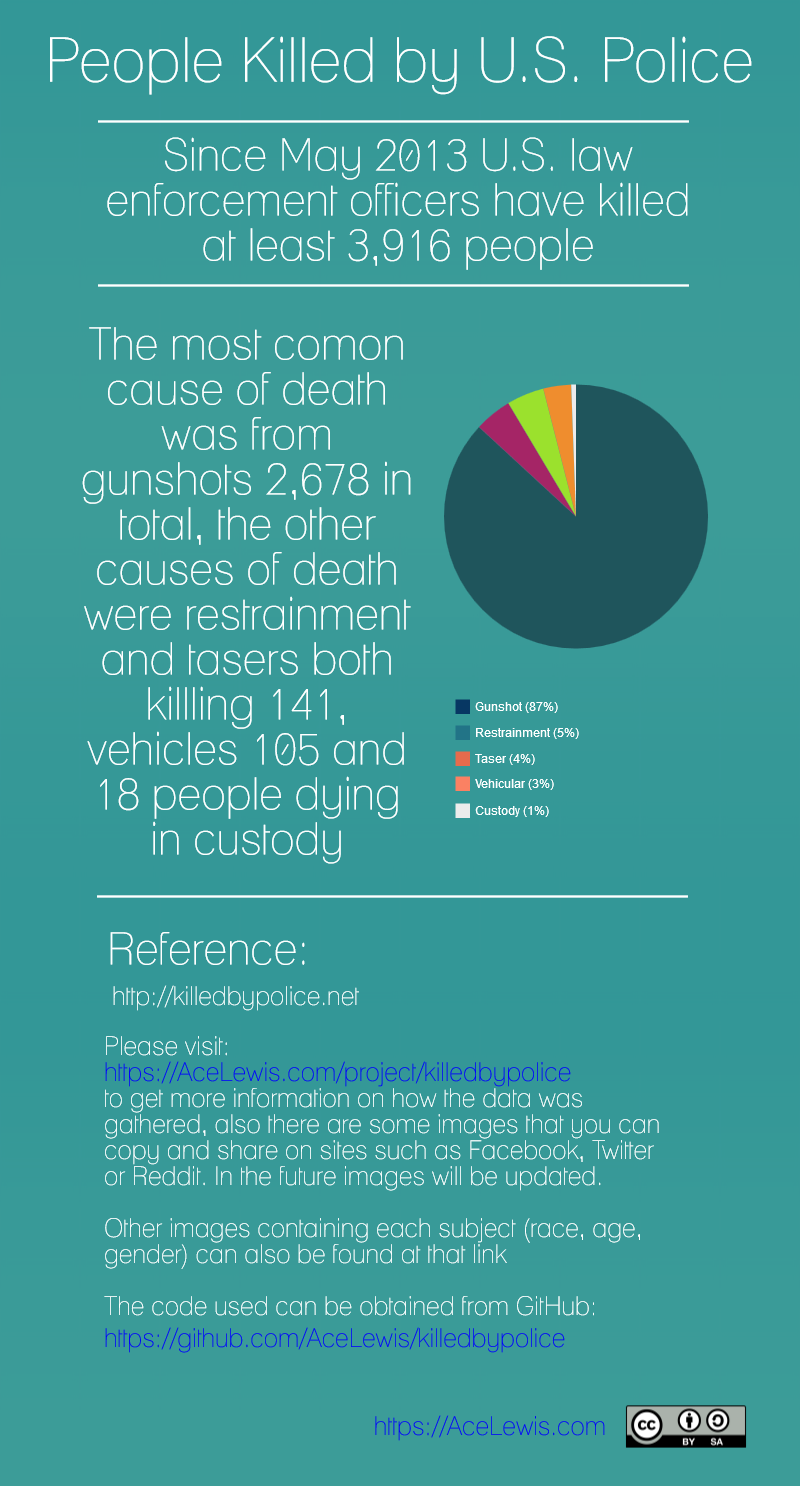 People Killed by U.S. Police
Since May 2013 U.S. law
enforcement officers have killed
at least 3,916 people
The most comon
cause of death
was from
gunshots 2,678 in
total, the other
causes of death
were restrainment
and tasers both
killling 141,
vehicles 105 and
18 people dying
in custody
Gunshot (87%)
Restrainment (5%)
Taser (4%)
Vehicular (3%)
Custody (1%)
Reference:
http://killedbypolice.net
Please visit:
https://AceLewis.com/project/killedbypolice
to get more information on how the data was
gathered, also there are some images that you can
copy and share on sites such as Facebook, Twitter
or Reddit. In the future images will be updated.
Other images containing each subject (race, age,
gender) can also be found at that link
The code used can be obtained from GitHub:
https://github.com/AceLewis/killedbypolice
https://AceLewis.com
cc
BY SA